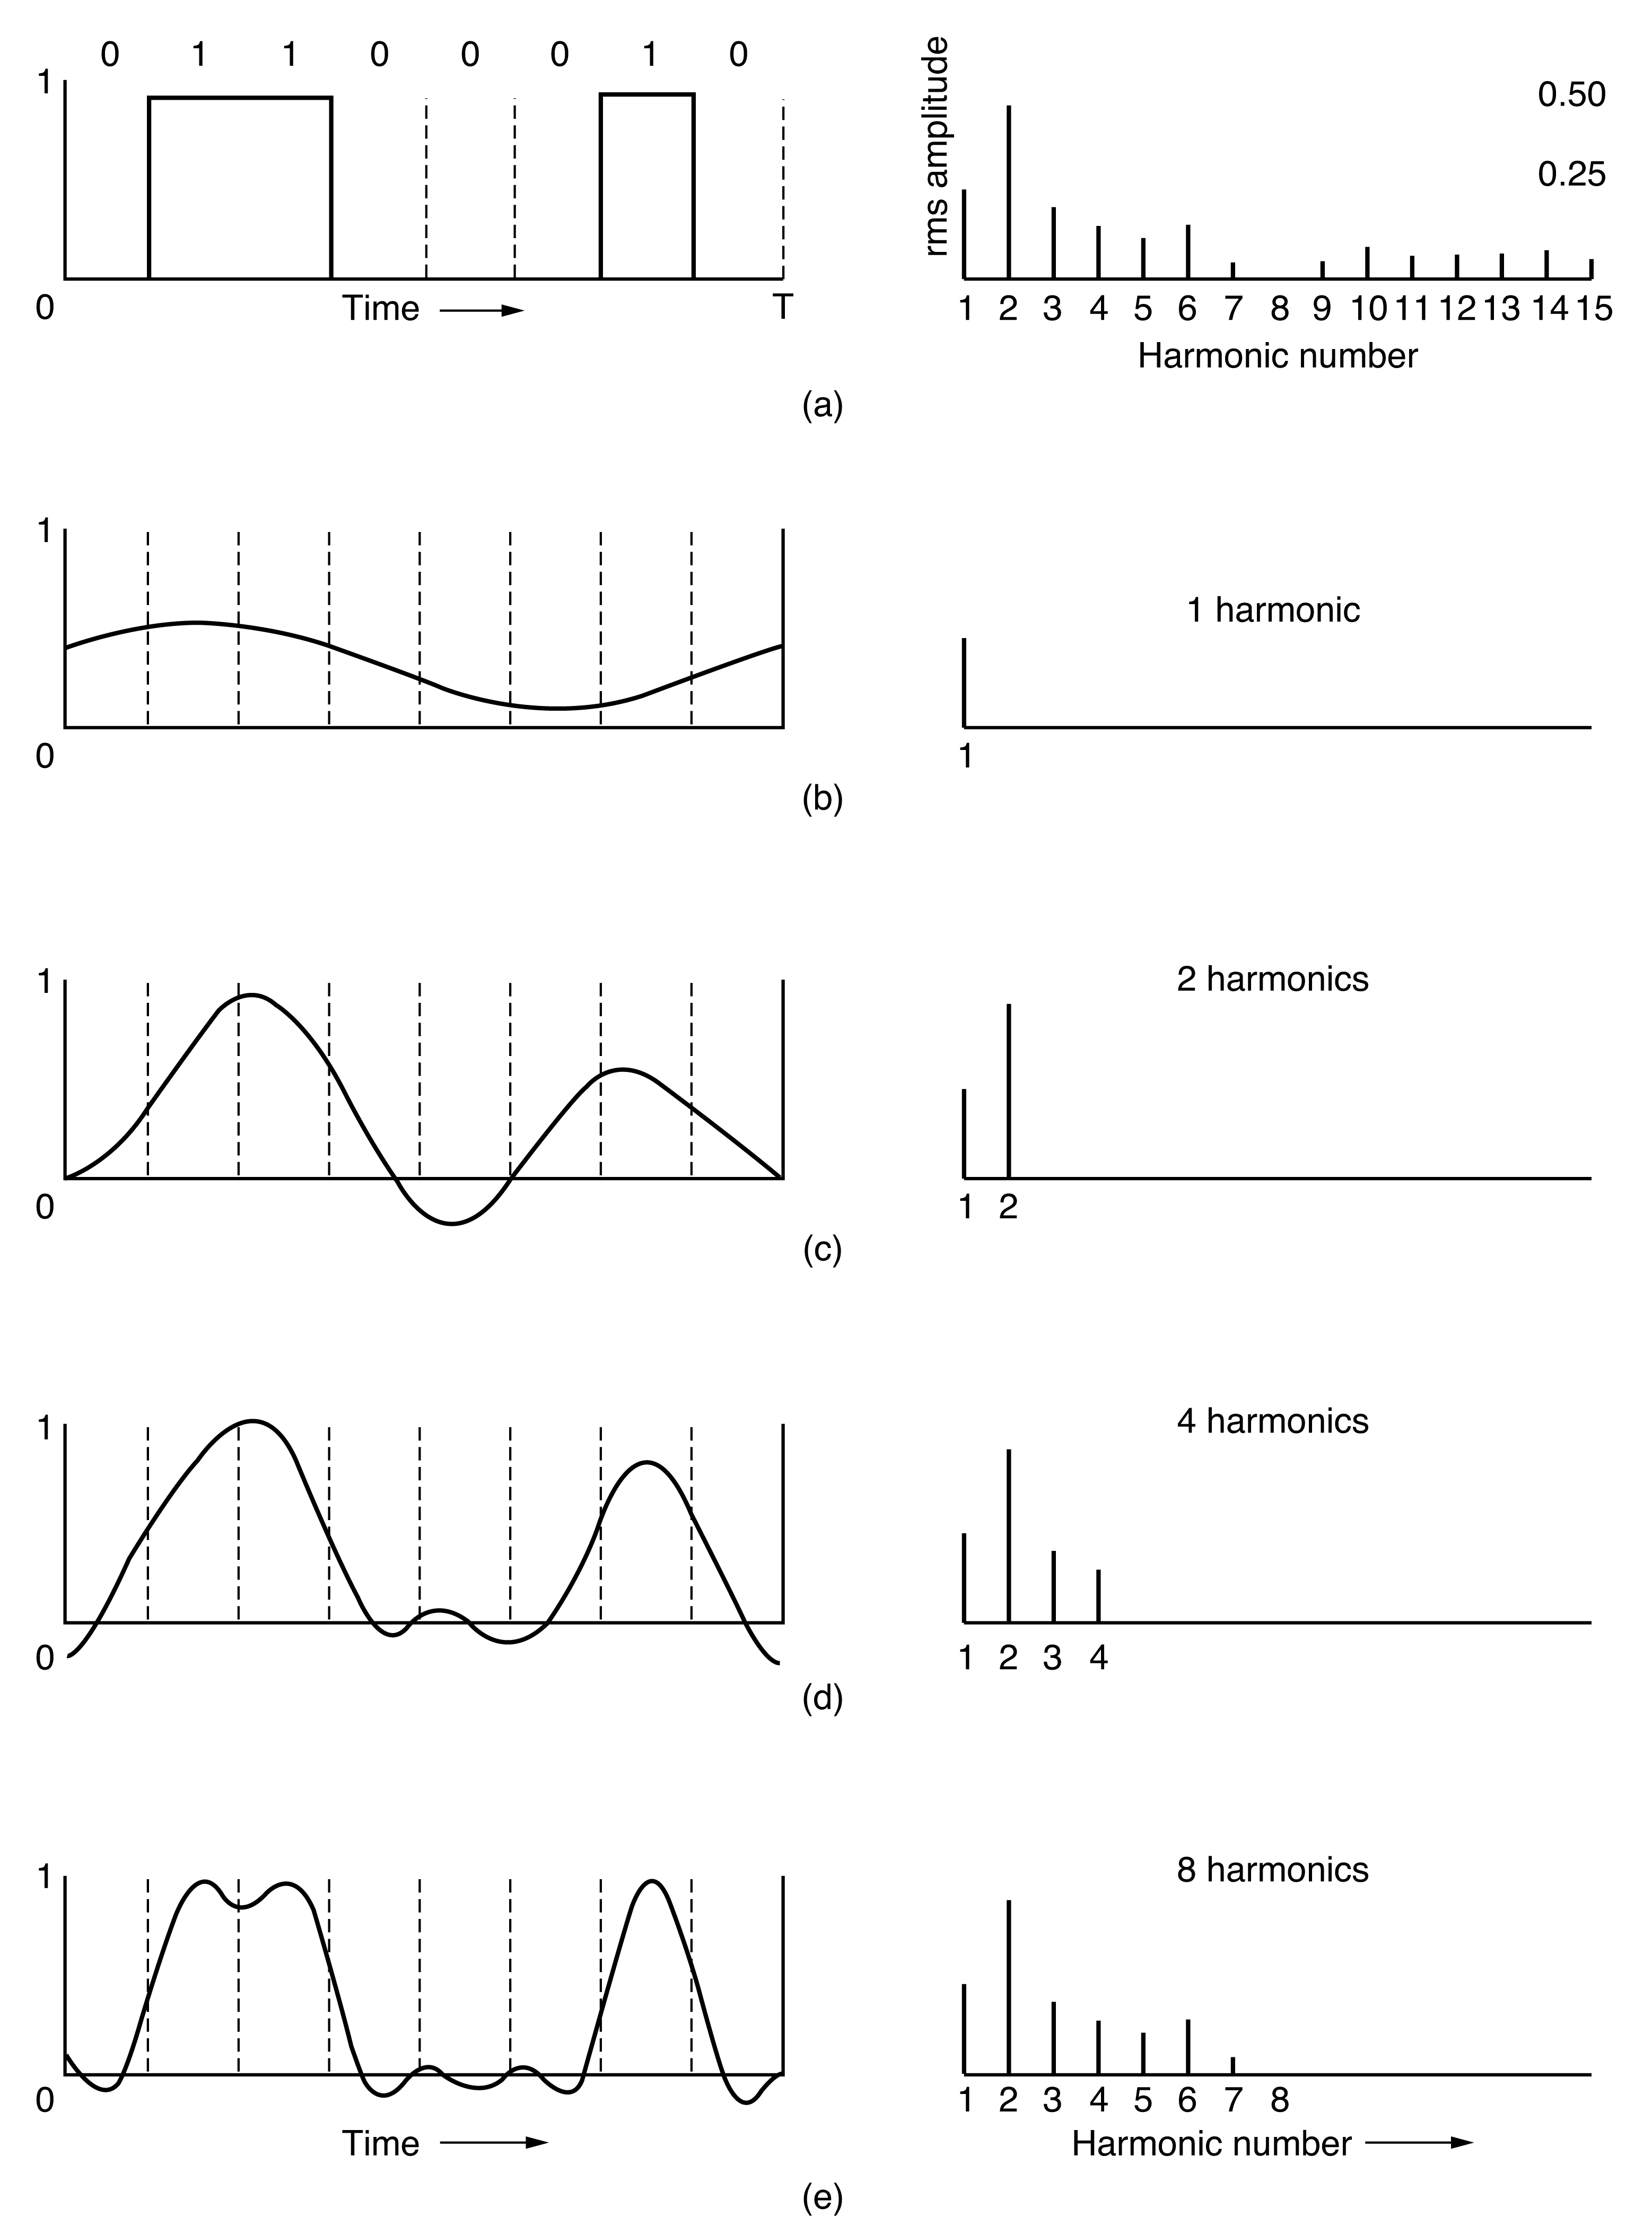 0 1 1 0 0 0 1 0
1
0
Time
T
rms amplitude
0.50
0.25
1 2 3 4 5 6 7 8 9 10 11 12 13 14 15
Harmonic number
(a)
1
0
1 harmonic
1
(b)
1
0
2 harmonics
1 2
(c)
1
0
4 harmonics
1 2 3 4
(d)
1
0
Time
8 harmonics
1 2 3 4 5 6 7 8
Harmonic number
(e)